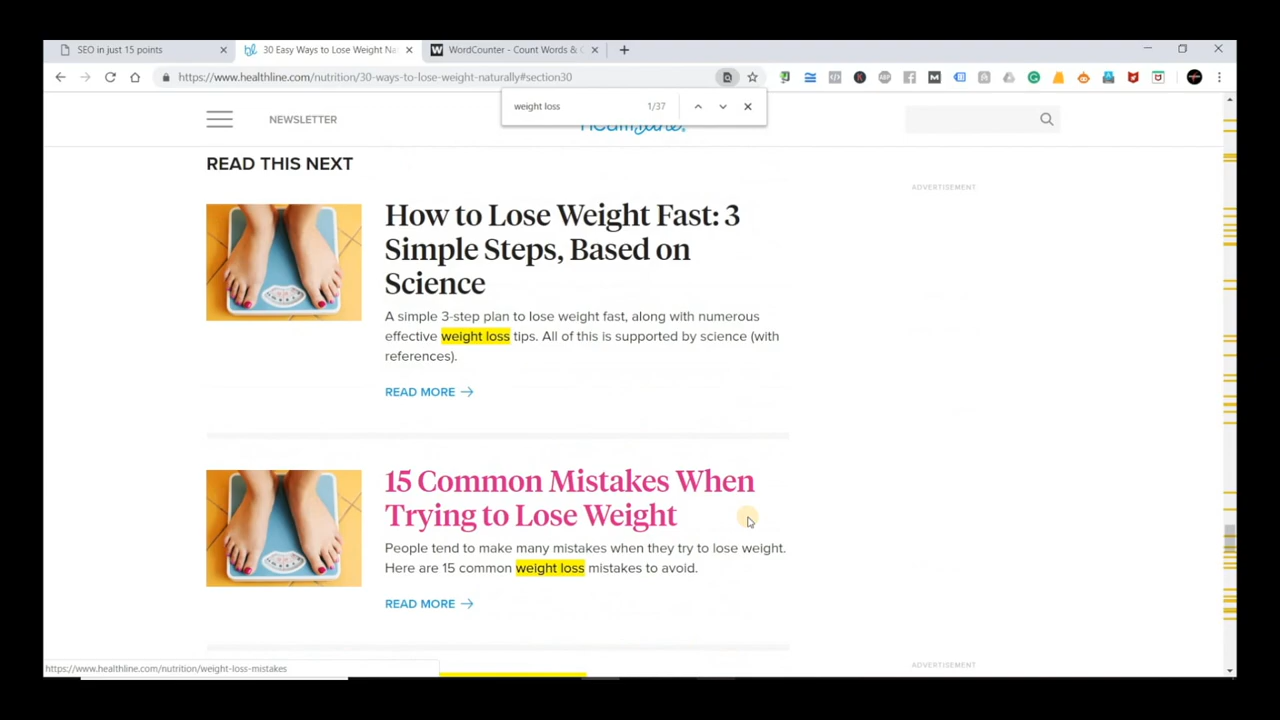 SEO in just 15 points
30 Easy Ways to Lose Weight Na
WordCounter - Count Words & C
https://www.healthline.com/nutrition/30-ways-to-lose-weight-naturally#section30
weight loss 1/37
NEWSLETTER
healthline
ADVERTISEMENT
READ THIS NEXT
How to Lose Weight Fast: 3
Simple Steps, Based on
Science
A simple 3-step plan to lose weight fast, along with numerous
effective weight loss tips. All of this is supported by science (with
references).
READ MORE
15 Common Mistakes When
Trying to Lose Weight
People tend to make many mistakes when they try to lose weight.
Here are 15 common weight loss mistakes to avoid.
READ MORE
ADVERTISEMENT
https://www.healthline.com/nutrition/weight-loss-mistakes